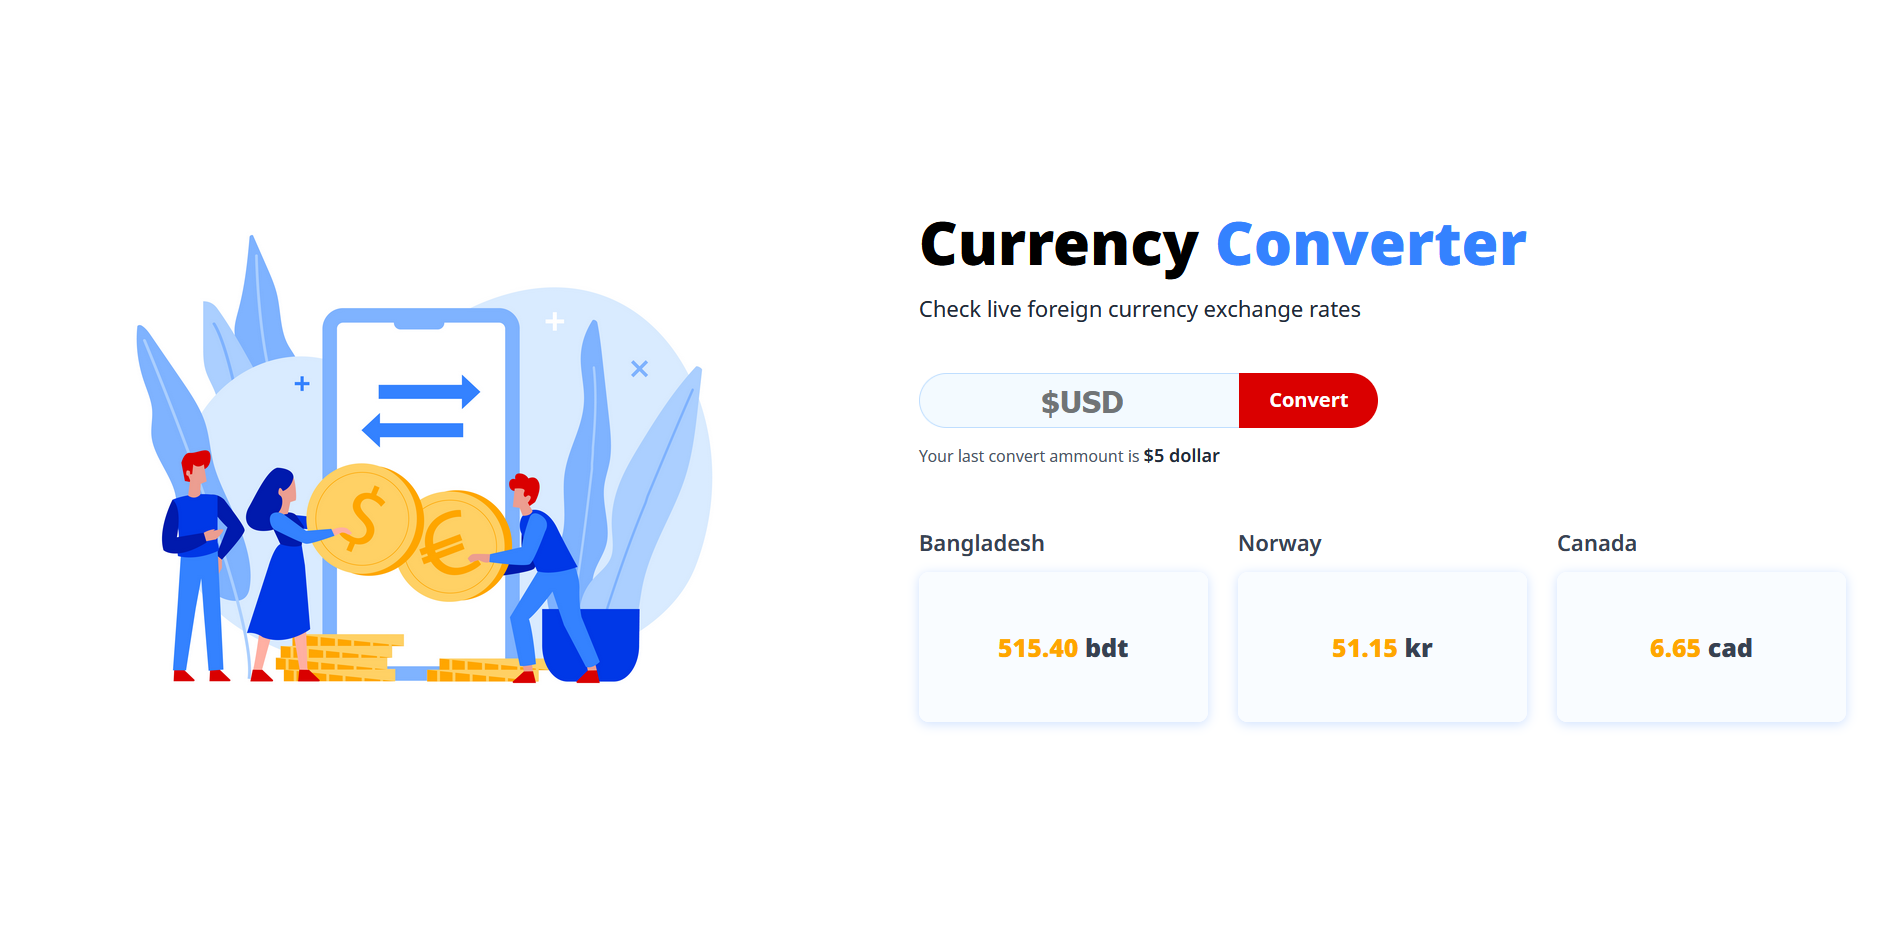 Currency Converter
Check live foreign currency exchange rates
$USD
Convert
Your last convert ammount is $5 dollar
Bangladesh
Norway
Canada
515.40 bdt
51.15 kr
6.65 cad
$
€